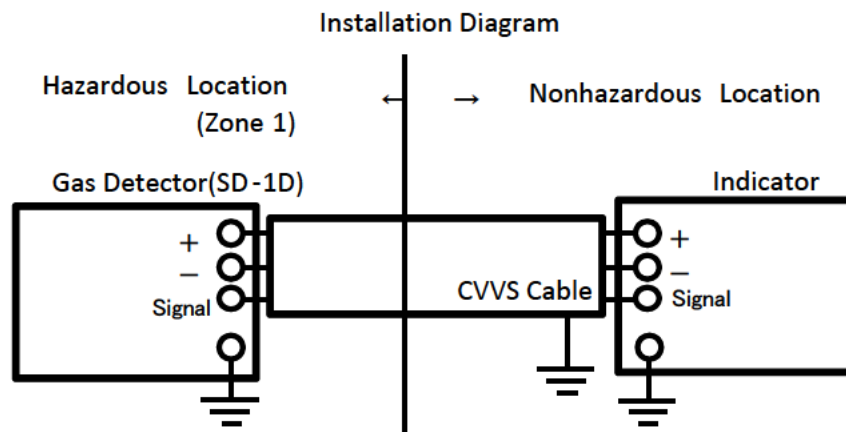 Installation Diagram
Hazardous Location
(Zone 1)
← →
Nonhazardous Location
Gas Detector(SD-1D)
Indicator
+
−
Signal
CVVS Cable
+
−
Signal